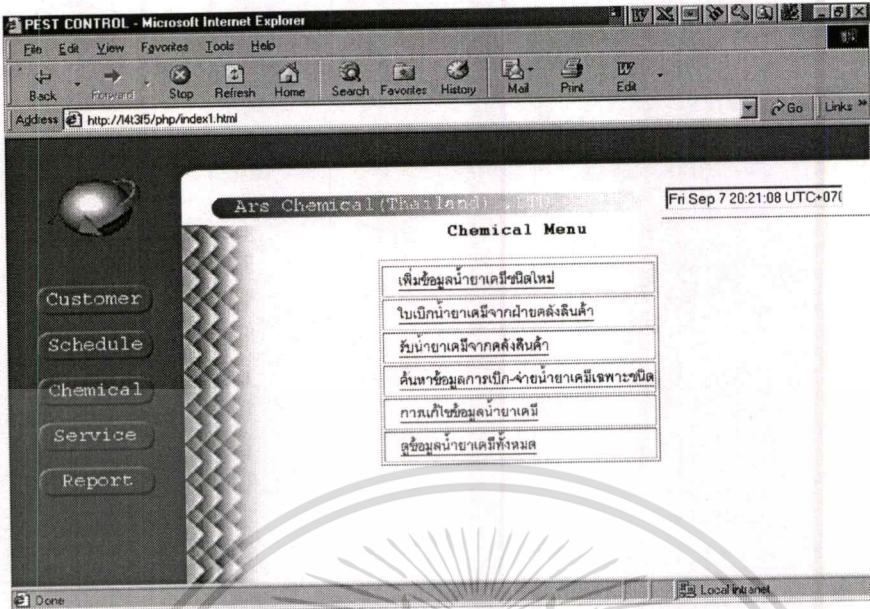 PEST CONTROL - Microsoft Internet Explorer
File Edit View Favorites Tools Help
Back Forward Stop Refresh Home Search Favorites History Mail Print Edit
Address http://l4t3f5/php/index1.html Go Links »
Ars Chemical (Thailand)
Fri Sep 7 20:21:08 UTC+070
Chemical Menu
เพิ่มข้อมูลน้ำยาเคมีชนิดใหม่
ใบเบิกน้ำยาเคมีจากฝ่ายคลังสินค้า
รับน้ำยาเคมีจากคลังสินค้า
ค้นหาข้อมูลการเบิก-จ่ายน้ำยาเคมีเฉพาะชนิด
การแก้ไขข้อมูลน้ำยาเคมี
ดูข้อมูลน้ำยาเคมีทั้งหมด
Customer
Schedule
Chemical
Service
Report
Done
Local intranet